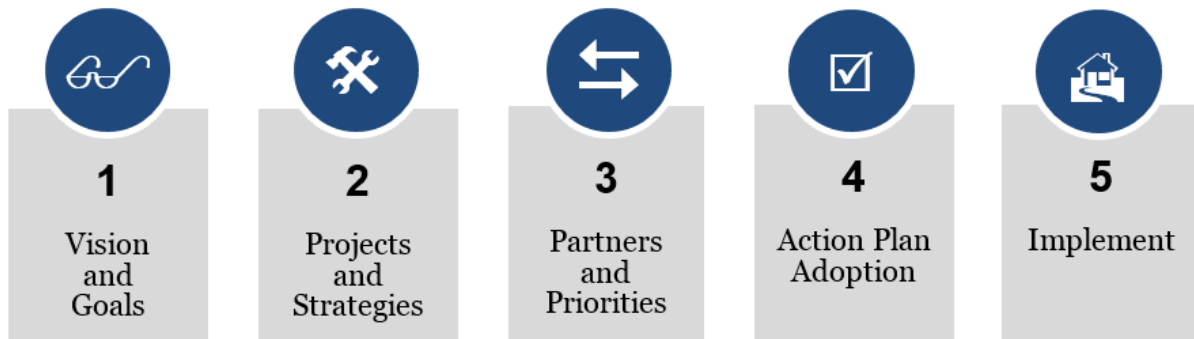 1
Vision
and
Goals
2
Projects
and
Strategies
3
Partners
and
Priorities
4
Action Plan
Adoption
5
Implement